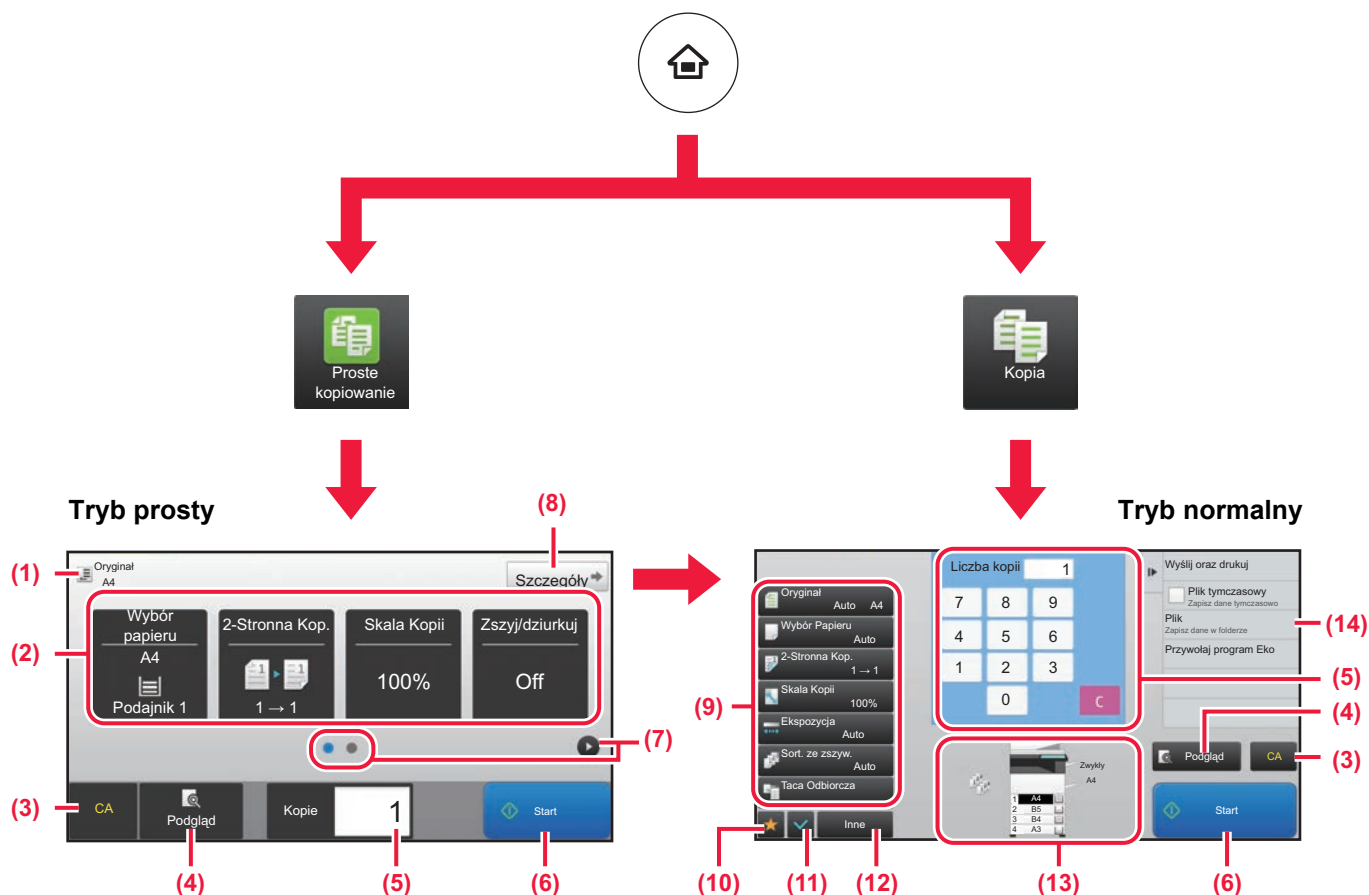 Proste
kopiowanie
Kopia
Tryb prosty
(8)
Tryb normalny
(1)
Oryginał
A4
Szczegóły
(2)
Wybór
papieru
A4
Podajnik 1
2-Stronna Kop.
1
1
1 → 1
Skala Kopii
100%
Zszyj/dziurkuj
Off
(7)
(3)
CA
Podgląd
Kopie
1
Start
(4)
(5)
(6)
(9)
Oryginał
Auto A4
Wybór Papieru
Auto
2-Stronna Kop.
1 → 1
Skala Kopii
100%
Ekspozycja
Auto
Sort. ze zszyw.
Auto
Taca Odbiorcza
Inne
(10)
(11)
(12)
Liczba kopii
1
7 8 9
4 5 6
1 2 3
0 C
(5)
Zwykły
A4
1 A4
2 B5
3 B4
4 A3
(13)
Wyślij oraz drukuj
Plik tymczasowy
Zapisz dane tymczasowo
Plik
Zapisz dane w folderze
(14)
Przywołaj program Eko
(4)
Podgląd
CA
(3)
Start
(6)